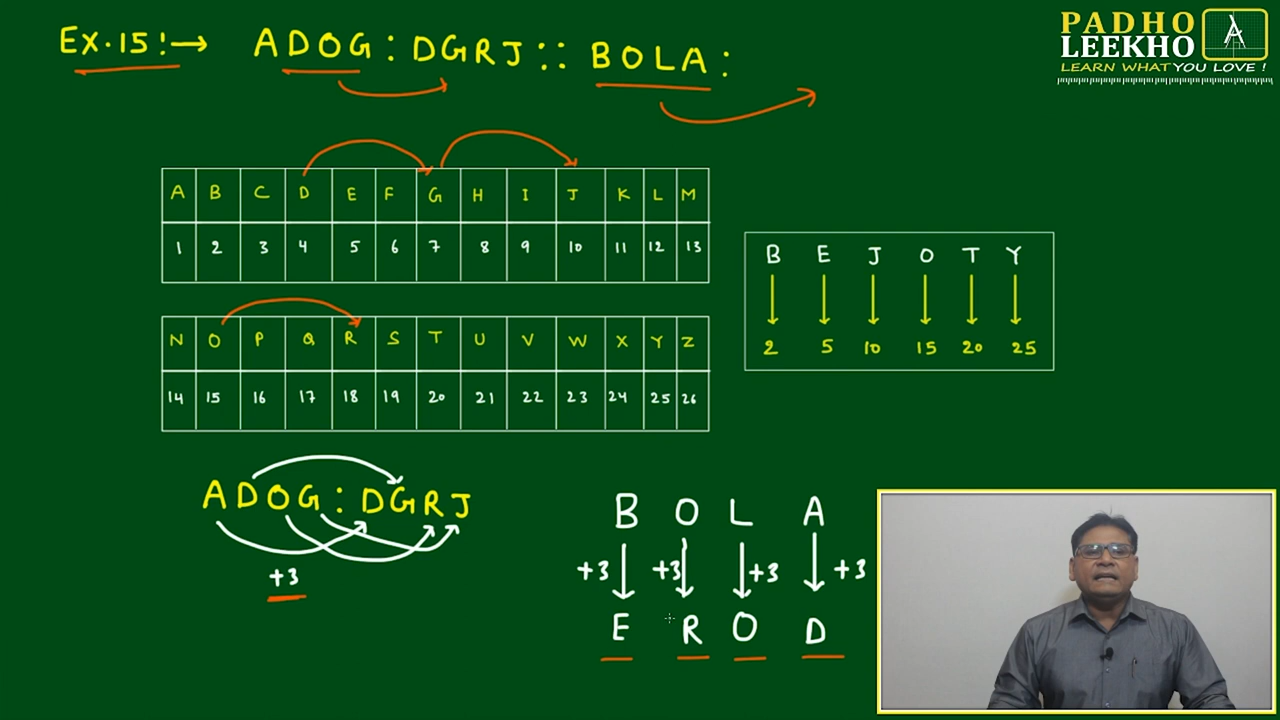 EX.15!→ ADOG : DGRJ :: BOLA :
PADHO
LEEKHO
LEARN WHAT YOU LOVE !
A B C D E F G H I J K L M
1 2 3 4 5 6 7 8 9 10 11 12 13
N O P Q R S T U V W X Y Z
14 15 16 17 18 19 20 21 22 23 24 25 26
B E J O T Y
2 5 10 15 20 25
ADOG : DGRJ
+3
B O L A
+3 +3 +3 +3
E R O D